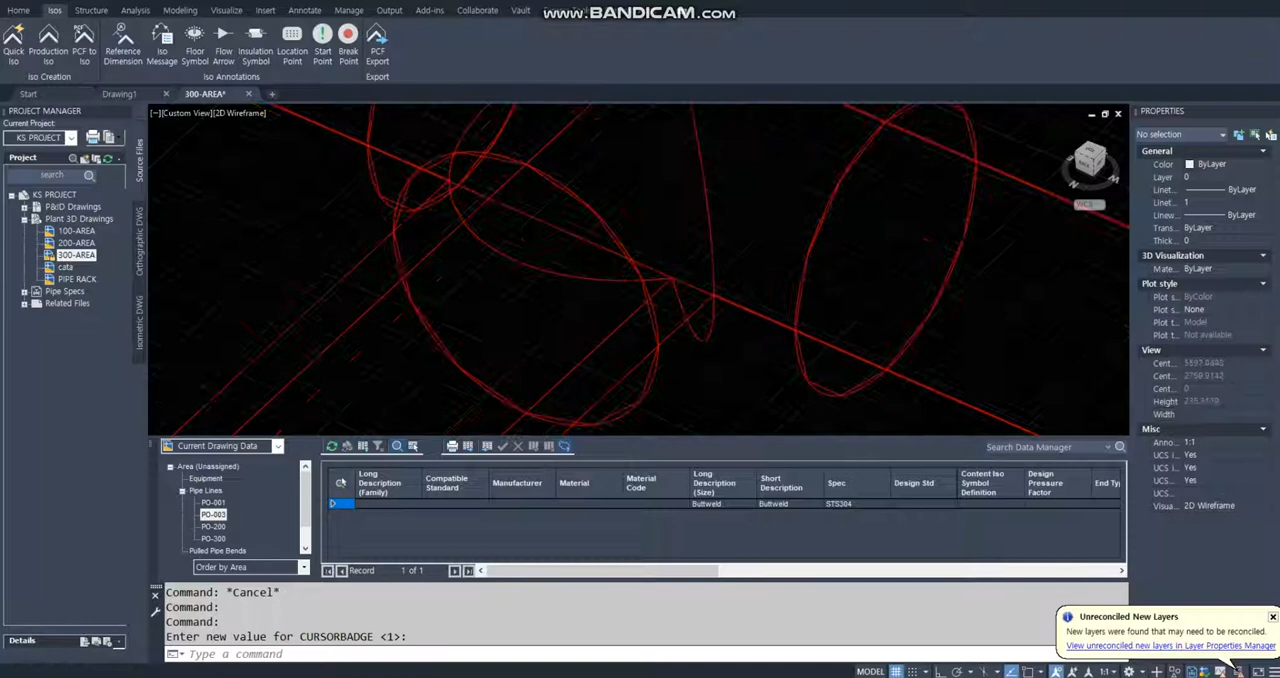 Home Isos Structure Analysis Modeling Visualize Insert Annotate Manage Output Add-ins Collaborate Vault
WWW.BANDICAM.COM
Quick Iso
Production Iso
PCF to Iso
Reference Dimension
Iso Message
Floor Symbol
Flow Arrow
Insulation Symbol
Location Point
Start Point
Break Point
PCF Export
Iso Creation
Iso Annotations
Export
Start Drawing1 300-AREA*
PROJECT MANAGER
Current Project:
KS PROJECT
Project
search
KS PROJECT
P&ID Drawings
Plant 3D Drawings
100-AREA
200-AREA
300-AREA
cata
PIPE RACK
Pipe Specs
Related Files
Details
Source Files
Orthographic DWG
Isometric DWG
[−][Custom View][2D Wireframe]
BACK
N
WCS
PROPERTIES
No selection
General
Color ByLayer
Layer 0
Linet... ByLayer
Linet... 1
Linew... ByLayer
Trans... ByLayer
Thick... 0
3D Visualization
Mate... ByLayer
Plot style
Plot s... ByColor
Plot s... None
Plot t... Model
Plot t... Not available
View
Cent...
Cent... 2759.9142
Cent... 0
Height
Width
Misc
Anno... 1:1
UCS i... Yes
UCS ... Yes
UCS i... Yes
UCS...
Visua... 2D Wireframe
Current Drawing Data
Search Data Manager
Area (Unassigned)
Equipment
Pipe Lines
PO-001
PO-003
PO-200
PO-300
Pulled Pipe Bends
Order by Area
Long Description (Family)
Compatible Standard
Manufacturer
Material
Material Code
Long Description (Size)
Short Description
Spec
Design Std
Content Iso Symbol Definition
Design Pressure Factor
End Typ
Buttweld Buttweld STS304
Record 1 of 1
Command: *Cancel*
Command:
Command:
Enter new value for CURSORBADGE <1>:
Type a command
Unreconciled New Layers
New layers were found that may need to be reconciled.
View unreconciled new layers in Layer Properties Manager
MODEL 1:1